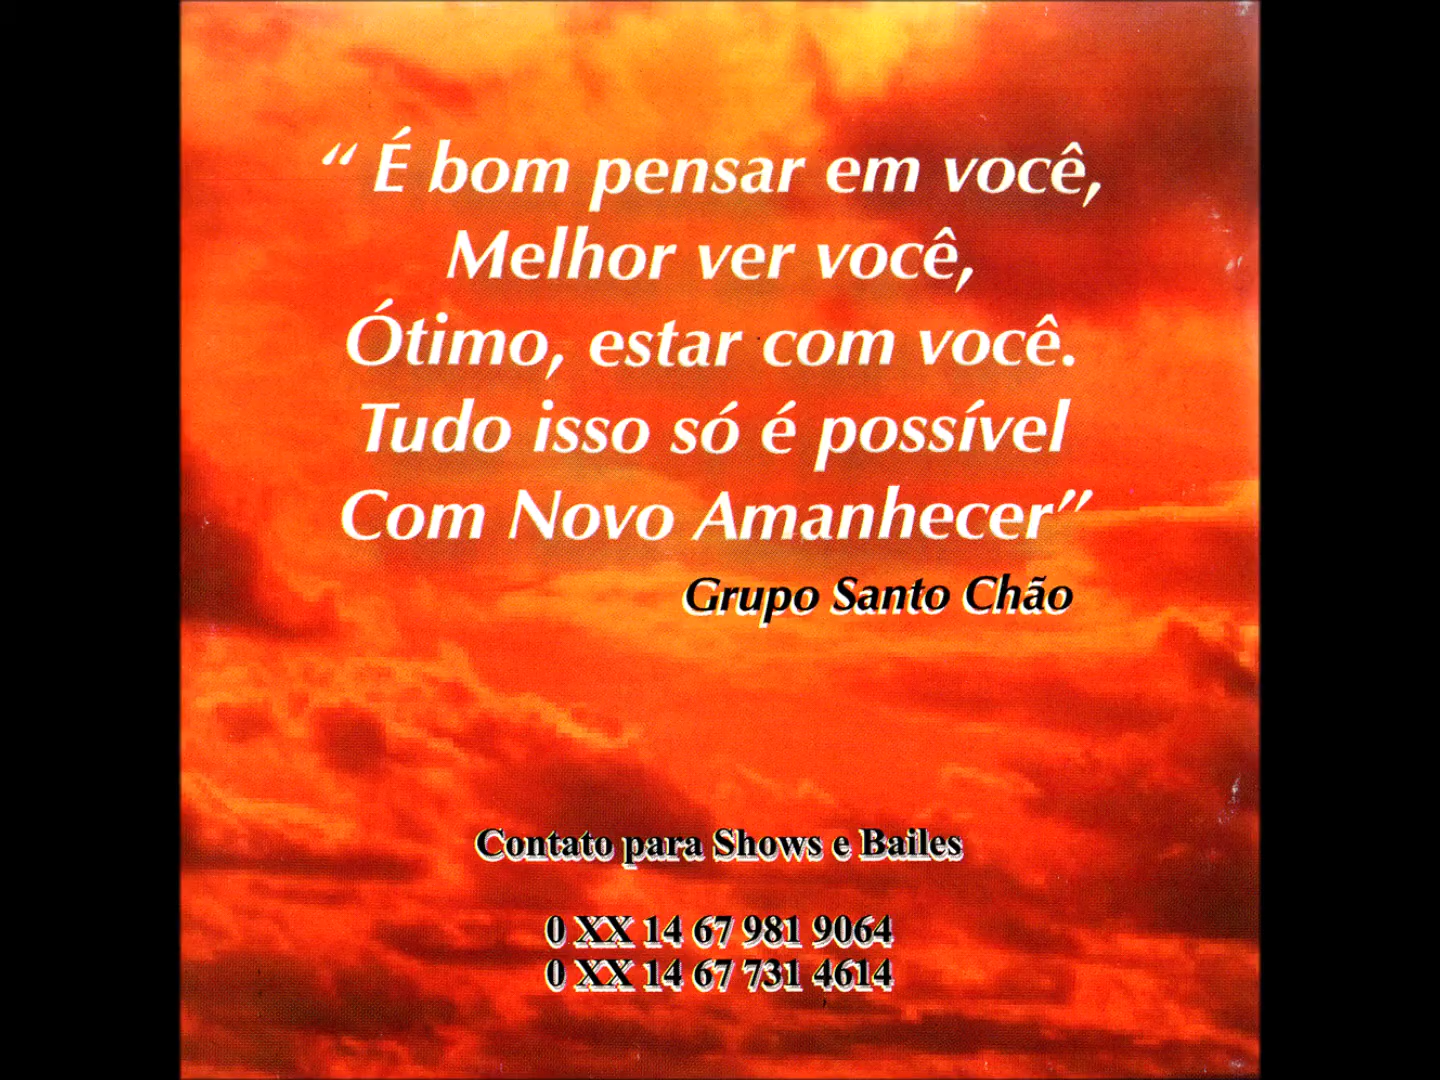 “ É bom pensar em você,
Melhor ver você,
Ótimo, estar com você.
Tudo isso só é possível
Com Novo Amanhecer”
Grupo Santo Chão
Contato para Shows e Bailes
0 XX 14 67 981 9064
0 XX 14 67 731 4614